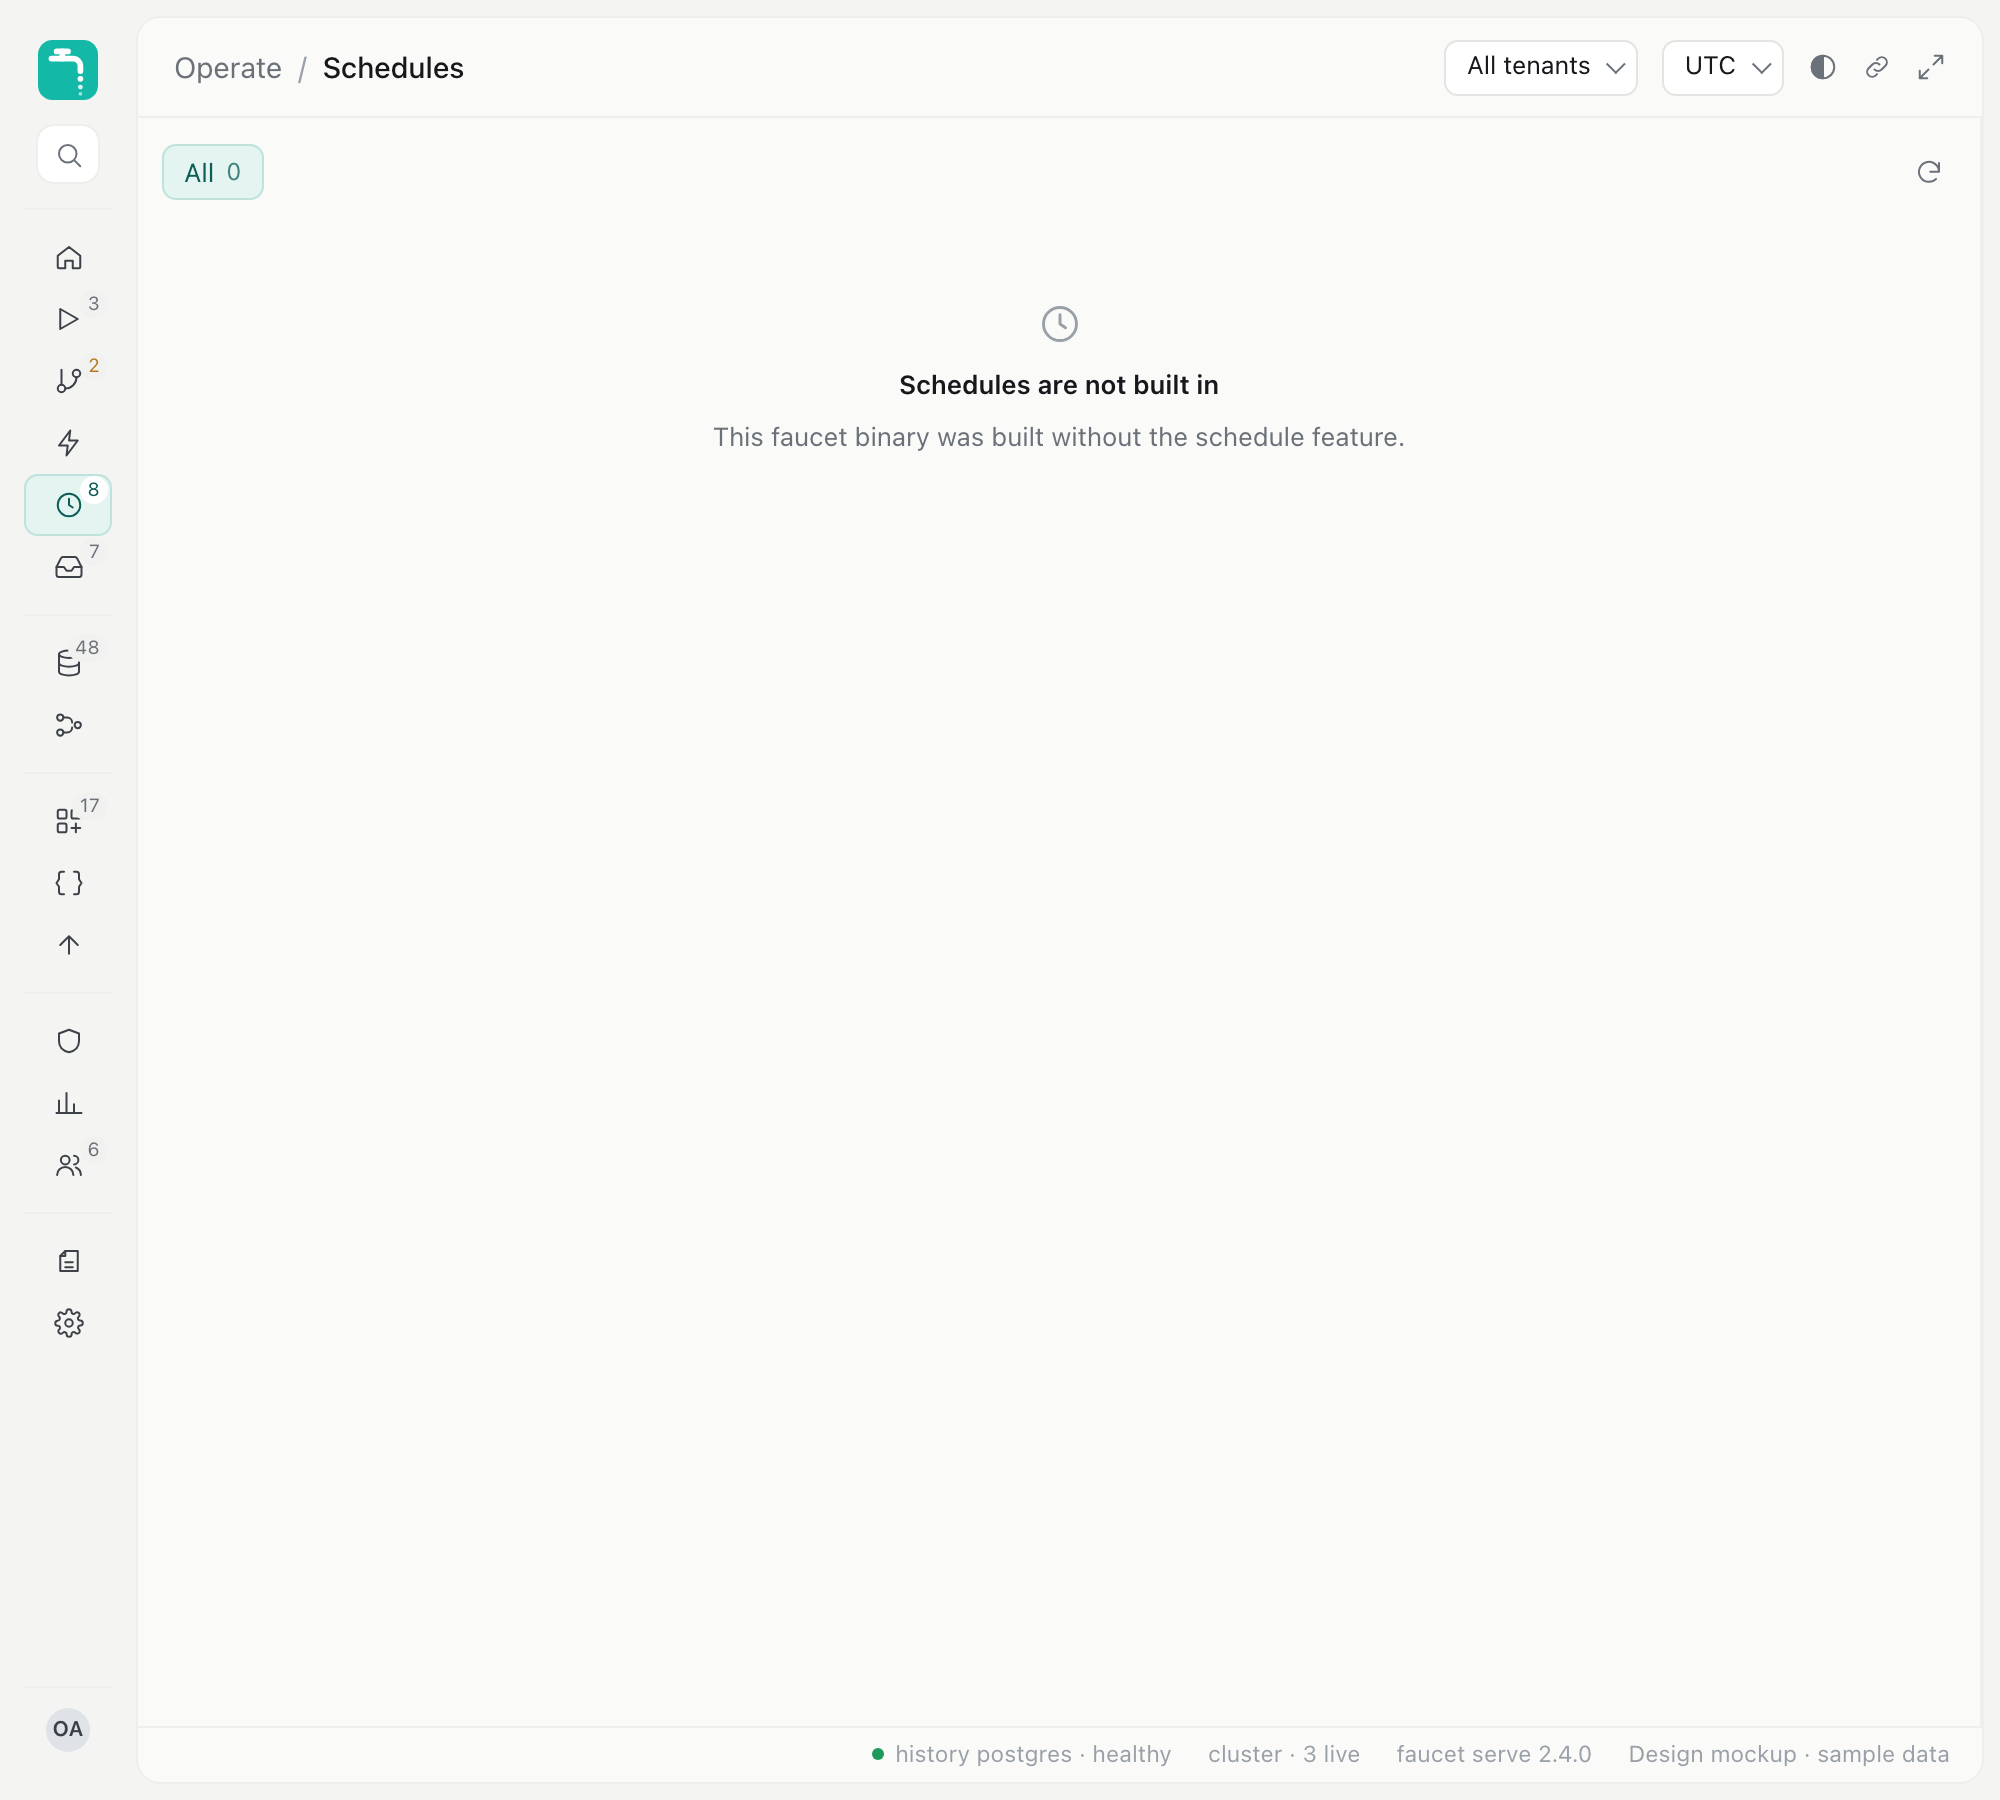 Operate / Schedules
All tenants
UTC
All 0
3
2
8
7
48
17
6
Schedules are not built in
This faucet binary was built without the schedule feature.
OA
history postgres · healthy
cluster · 3 live
faucet serve 2.4.0
Design mockup · sample data